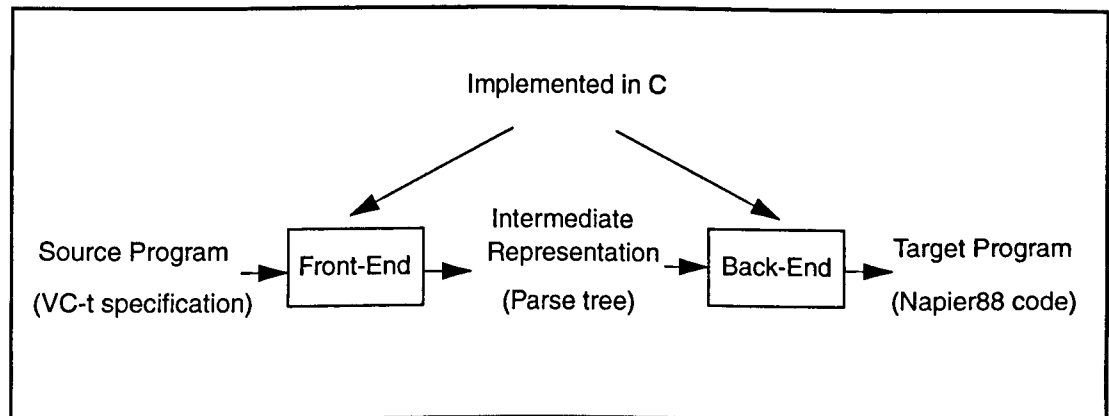 Implemented in C
Source Program
(VC-t specification)
Front-End
Intermediate
Representation
(Parse tree)
Back-End
Target Program
(Napier88 code)